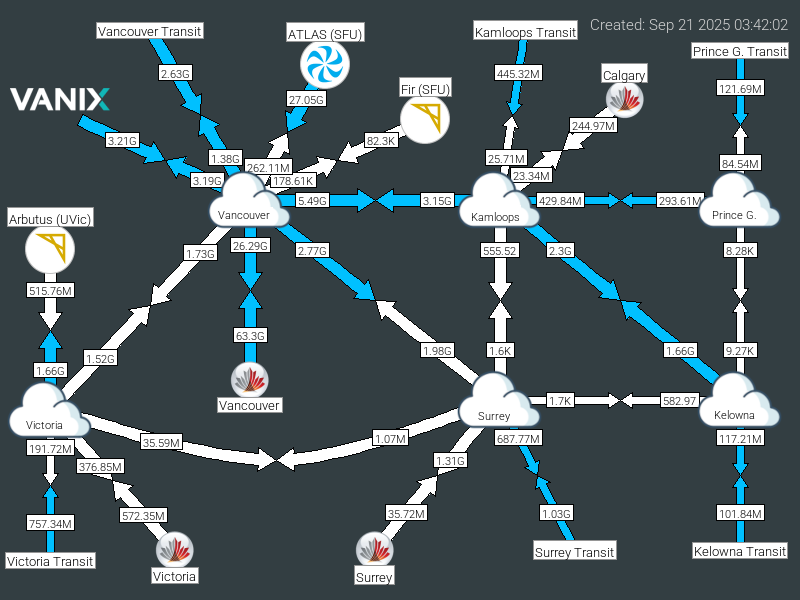 Created: Sep 21 2025 03:42:02
Vancouver Transit
ATLAS (SFU)
Kamloops Transit
Prince G. Transit
2.63G
445.32M
Calgary
121.69M
VANIX
27.05G
Fir (SFU)
3.21G
82.3K
244.97M
1.38G
262.11M
25.71M
84.54M
3.19G
178.61K
23.34M
5.49G
3.15G
429.84M
293.61M
Vancouver
Kamloops
Prince G.
Arbutus (UVic)
1.73G
26.29G
2.77G
555.52
2.3G
8.28K
515.76M
63.3G
1.52G
1.98G
1.6K
1.66G
9.27K
1.66G
Vancouver
1.7K
582.97
Victoria
Surrey
Kelowna
191.72M
35.59M
1.07M
687.77M
117.21M
376.85M
1.31G
757.34M
572.35M
35.72M
1.03G
101.84M
Victoria Transit
Victoria
Surrey
Surrey Transit
Kelowna Transit